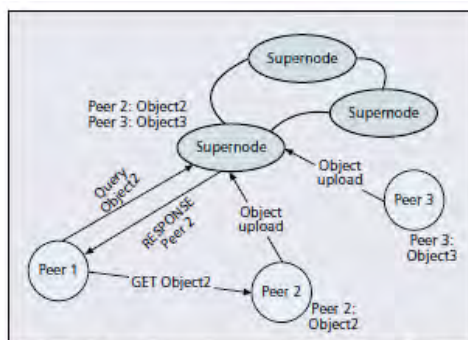 Supernode
Peer 2: Object2
Peer 3: Object3
Supernode
Supernode
Query
Object2
RESPONSE
Peer 2
Object
upload
Object
upload
Peer 3
Peer 3:
Object3
Peer 1
GET Object2
Peer 2
Peer 2:
Object2